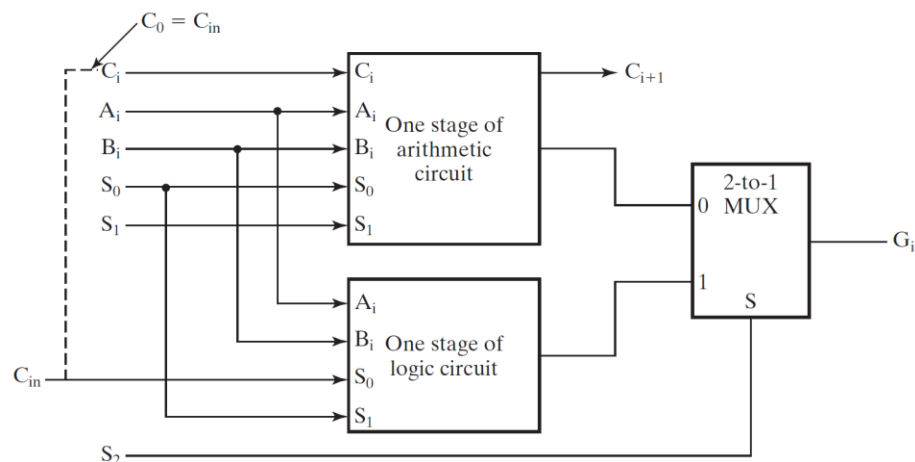 C₀ = Cᵢₙ
Cᵢ
Aᵢ
Bᵢ
S₀
S₁
Cᵢ
Aᵢ
Bᵢ
S₀
S₁
One stage of
arithmetic
circuit
Cᵢ₊₁
2-to-1
0 MUX
1
S
Gᵢ
Aᵢ
Bᵢ One stage of
S₀ logic circuit
S₁
Cᵢₙ
S₂